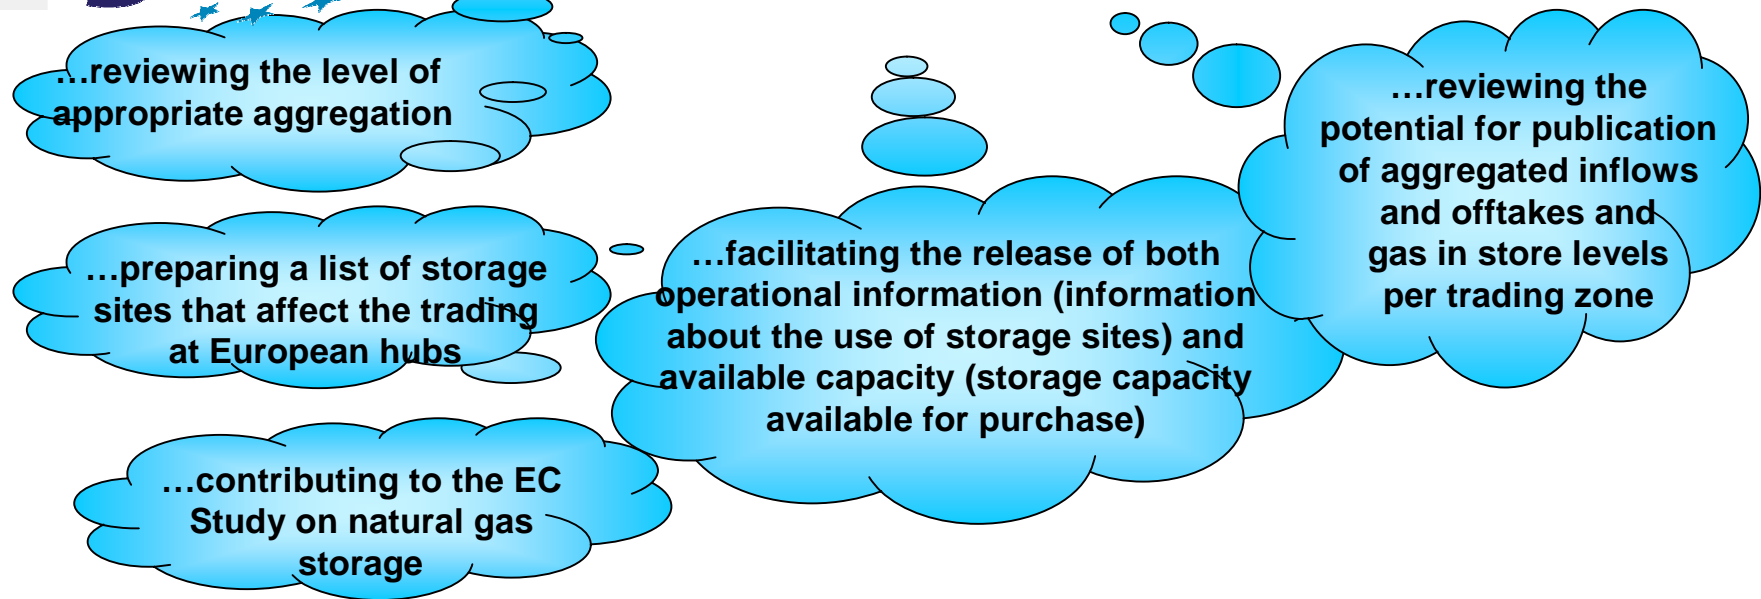 …reviewing the level of
appropriate aggregation
…preparing a list of storage
sites that affect the trading
at European hubs
…contributing to the EC
Study on natural gas
storage
…facilitating the release of both
operational information (information
about the use of storage sites) and
available capacity (storage capacity
available for purchase)
…reviewing the
potential for publication
of aggregated inflows
and offtakes and
gas in store levels
per trading zone